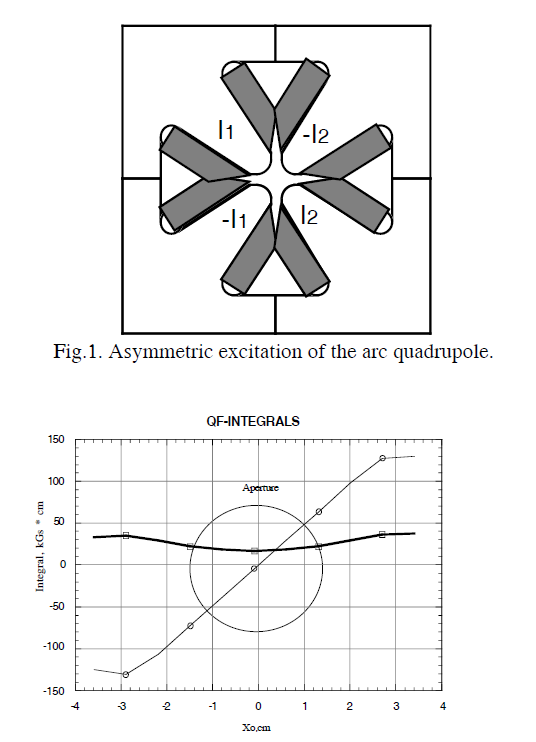 I1
-I2
-I1
I2
Fig.1. Asymmetric excitation of the arc quadrupole.
QF-INTEGRALS
150
100
50
0
-50
-100
-150
Integral, kGs * cm
Aperture
-4 -3 -2 -1 0 1 2 3 4
Xo,cm